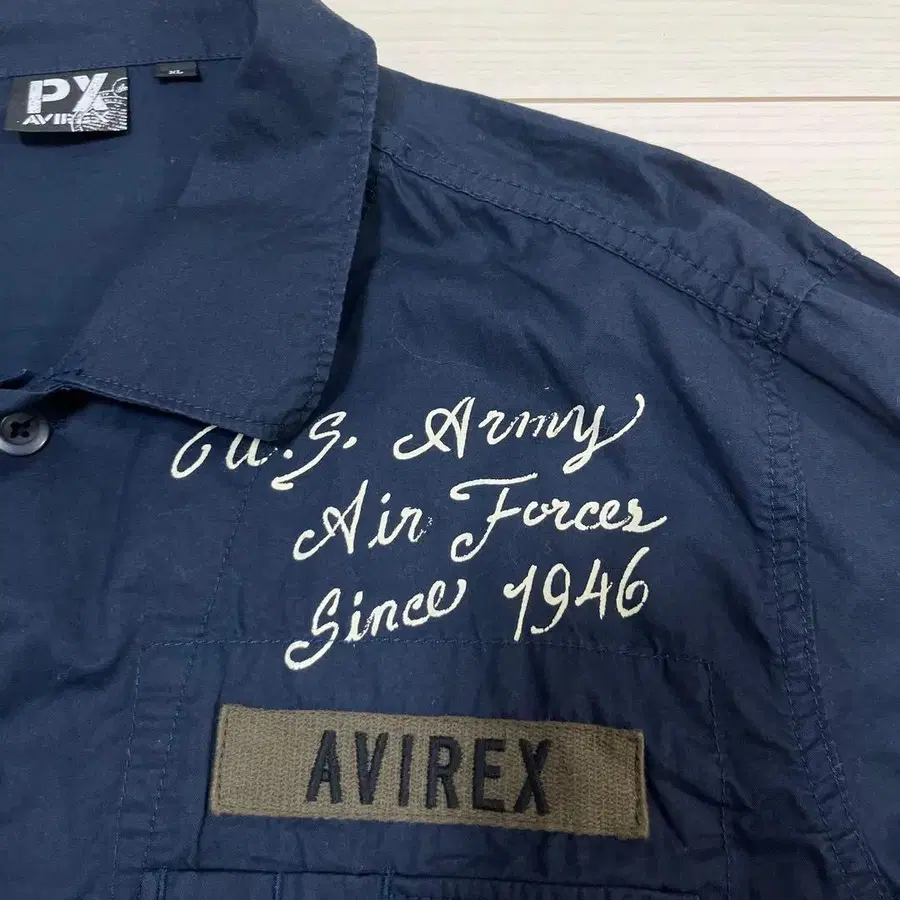 PX
AVIREX
XL
U.S. Army
Air Forces
Since 1946
AVIREX